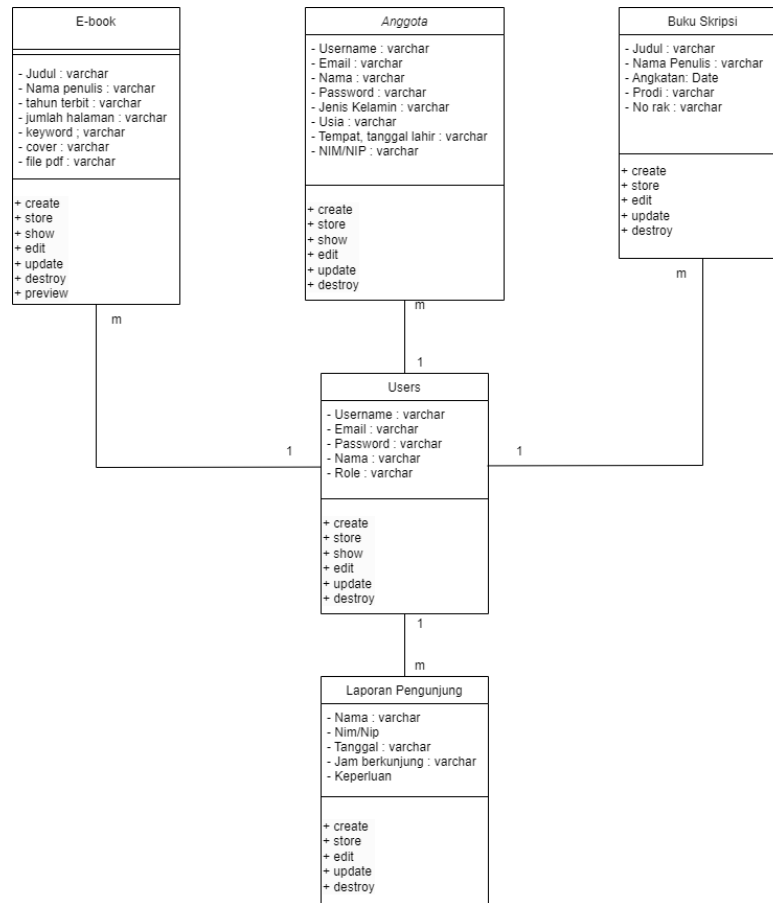 E-book
- Judul : varchar
- Nama penulis : varchar
- tahun terbit : varchar
- jumlah halaman : varchar
- keyword ; varchar
- cover : varchar
- file pdf : varchar
+ create
+ store
+ show
+ edit
+ update
+ destroy
+ preview
m
Anggota
- Username : varchar
- Email : varchar
- Nama : varchar
- Password : varchar
- Jenis Kelamin : varchar
- Usia : varchar
- Tempat, tanggal lahir : varchar
- NIM/NIP : varchar
+ create
+ store
+ show
+ edit
+ update
+ destroy
m
Buku Skripsi
- Judul : varchar
- Nama Penulis : varchar
- Angkatan: Date
- Prodi : varchar
- No rak : varchar
+ create
+ store
+ edit
+ update
+ destroy
m
1
Users
1
1
- Username : varchar
- Email : varchar
- Password : varchar
- Nama : varchar
- Role : varchar
+ create
+ store
+ show
+ edit
+ update
+ destroy
1
m
Laporan Pengunjung
- Nama : varchar
- Nim/Nip
- Tanggal : varchar
- Jam berkunjung : varchar
- Keperluan
+ create
+ store
+ edit
+ update
+ destroy